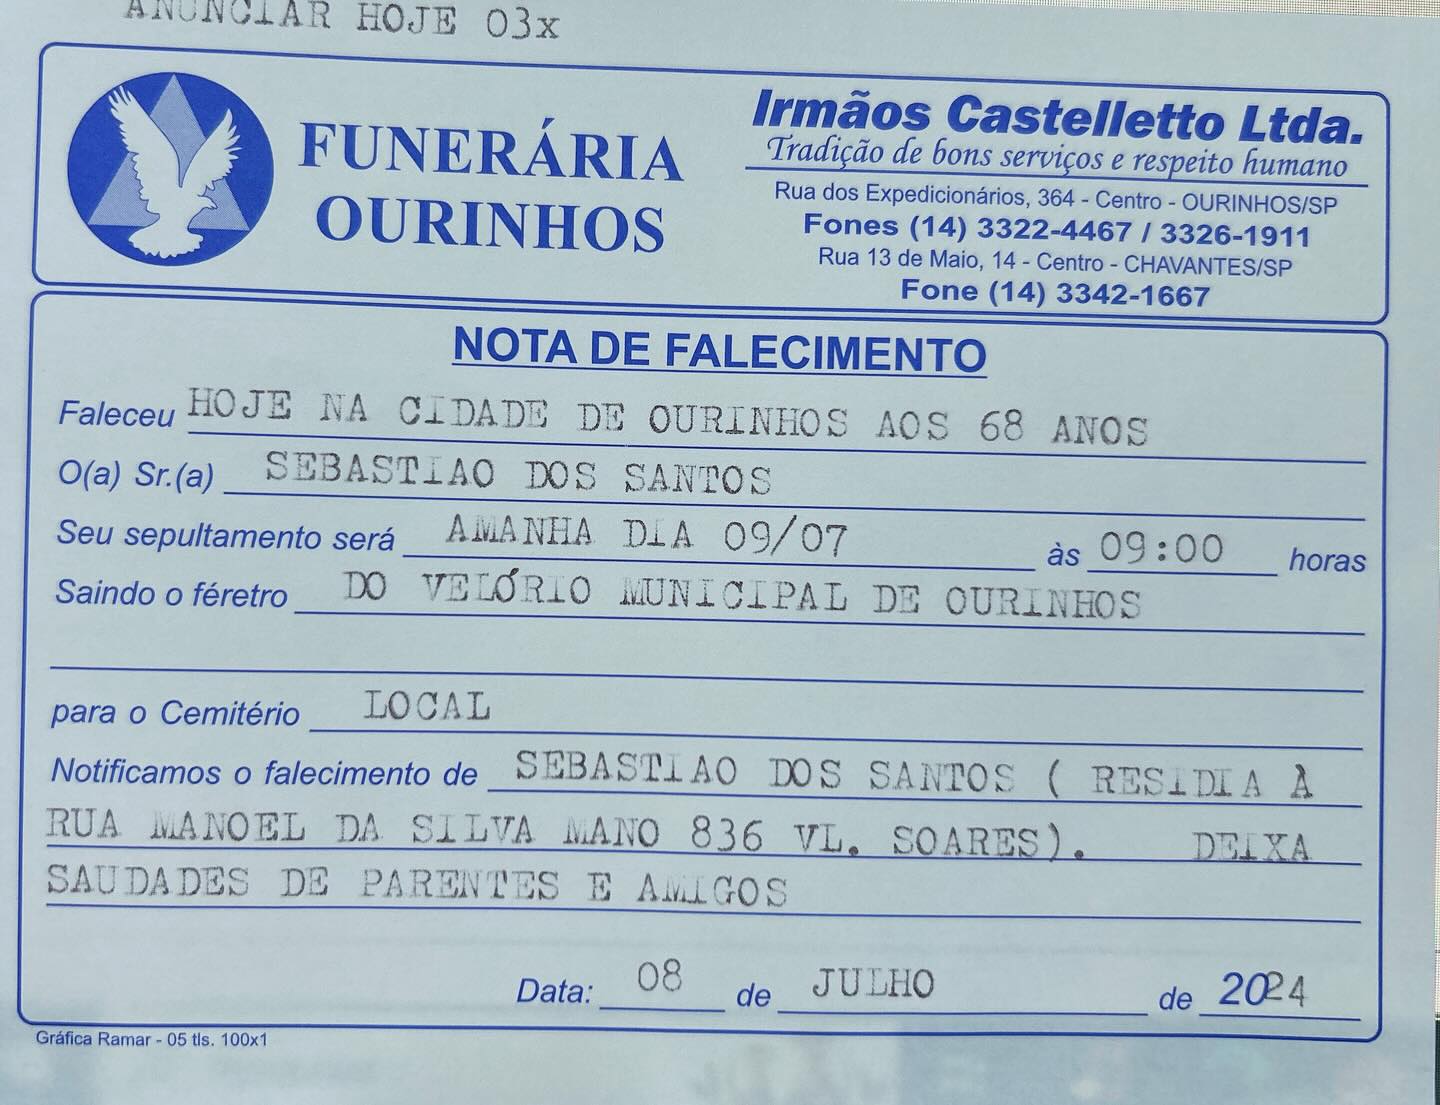 ANUNCIAR HOJE 03x
FUNERÁRIA
OURINHOS
Irmãos Castelletto Ltda.
Tradição de bons serviços e respeito humano
Rua dos Expedicionários, 364 - Centro - OURINHOS/SP
Fones (14) 3322-4467 / 3326-1911
Rua 13 de Maio, 14 - Centro - CHAVANTES/SP
Fone (14) 3342-1667
NOTA DE FALECIMENTO
Faleceu HOJE NA CIDADE DE OURINHOS AOS 68 ANOS
O(a) Sr.(a) SEBASTIAO DOS SANTOS
Seu sepultamento será AMANHA DIA 09/07 às 09:00 horas
Saindo o féretro DO VELÓRIO MUNICIPAL DE OURINHOS
para o Cemitério LOCAL
Notificamos o falecimento de SEBASTIAO DOS SANTOS ( RESIDIA À
RUA MANOEL DA SILVA MANO 836 VL. SOARES). DEIXA
SAUDADES DE PARENTES E AMIGOS
Data: 08 de JULHO de 2024
Gráfica Ramar - 05 tls. 100x1